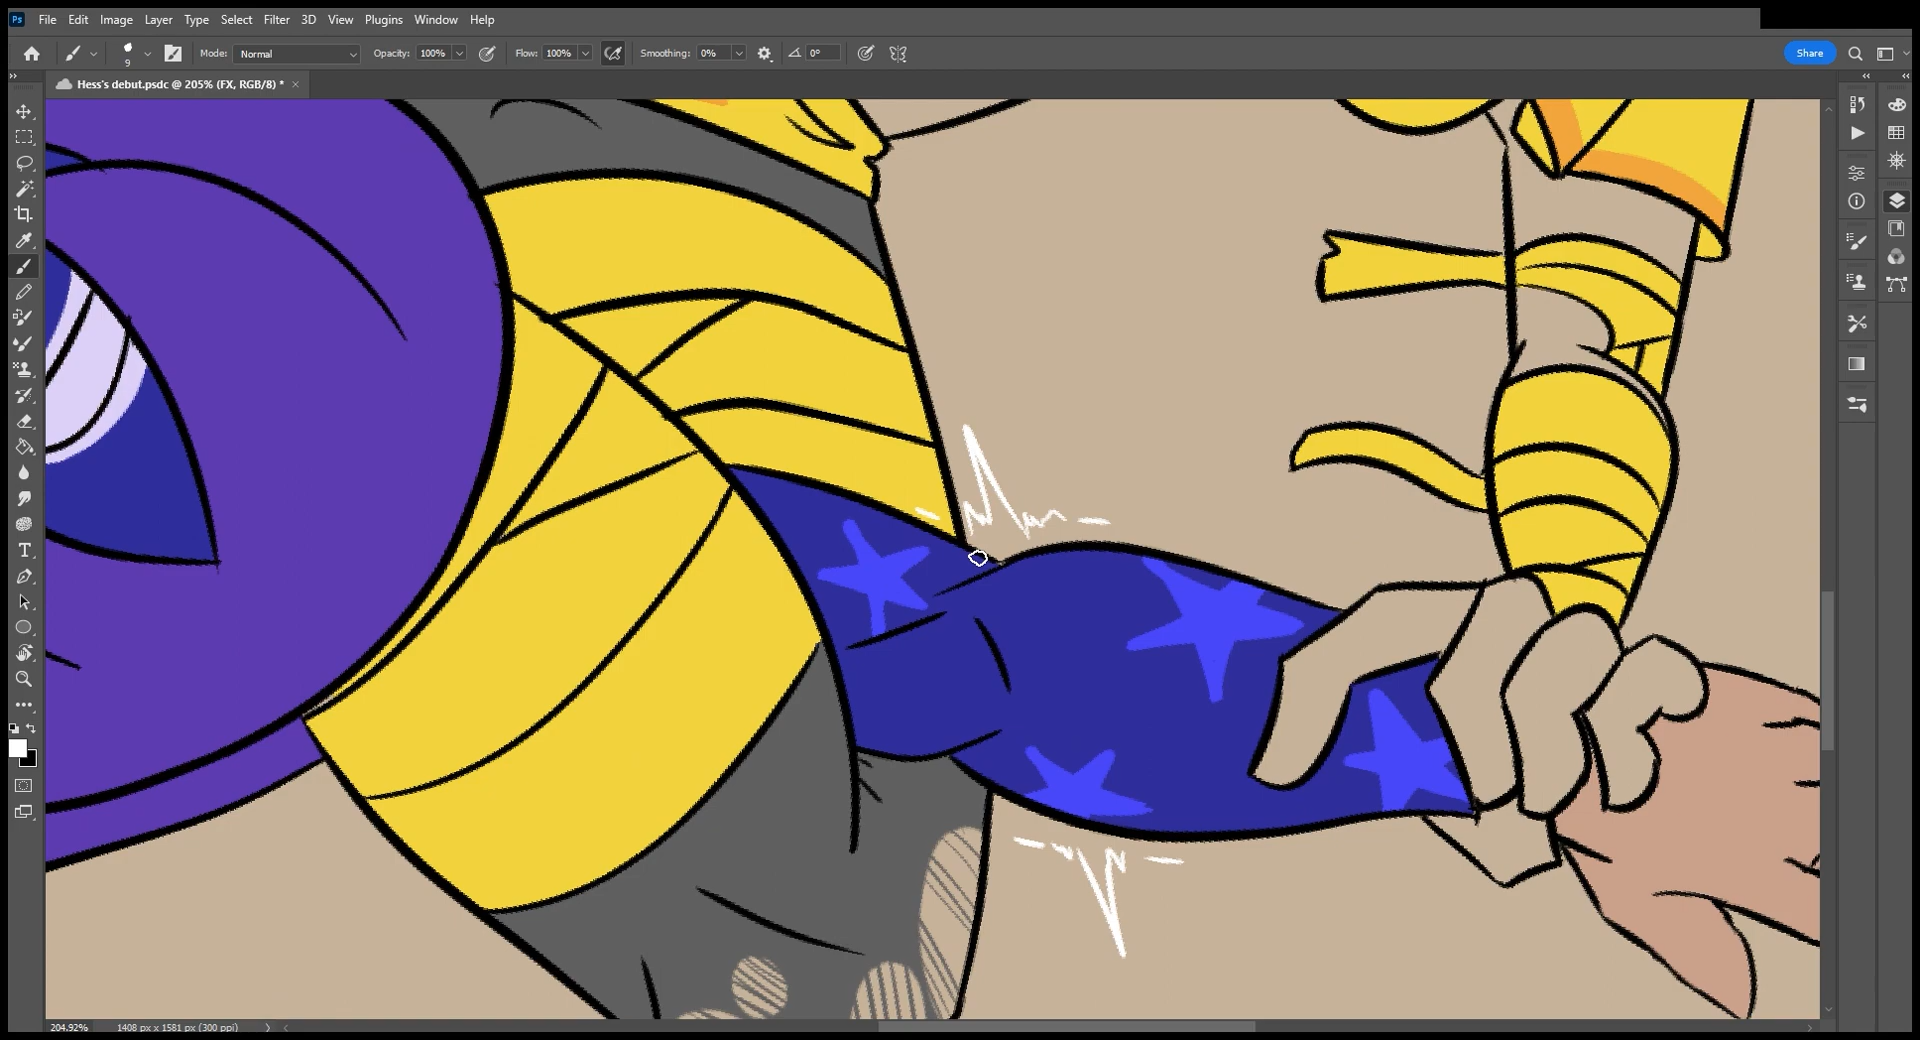 Ps File Edit Image Layer Type Select Filter 3D View Plugins Window Help
9 Mode: Normal Opacity: 100% Flow: 100% Smoothing: 0% 0° Share
Hess's debut.psdc @ 205% (FX, RGB/8) * ×
204.92% 1408 px x 1581 px (300 ppi)